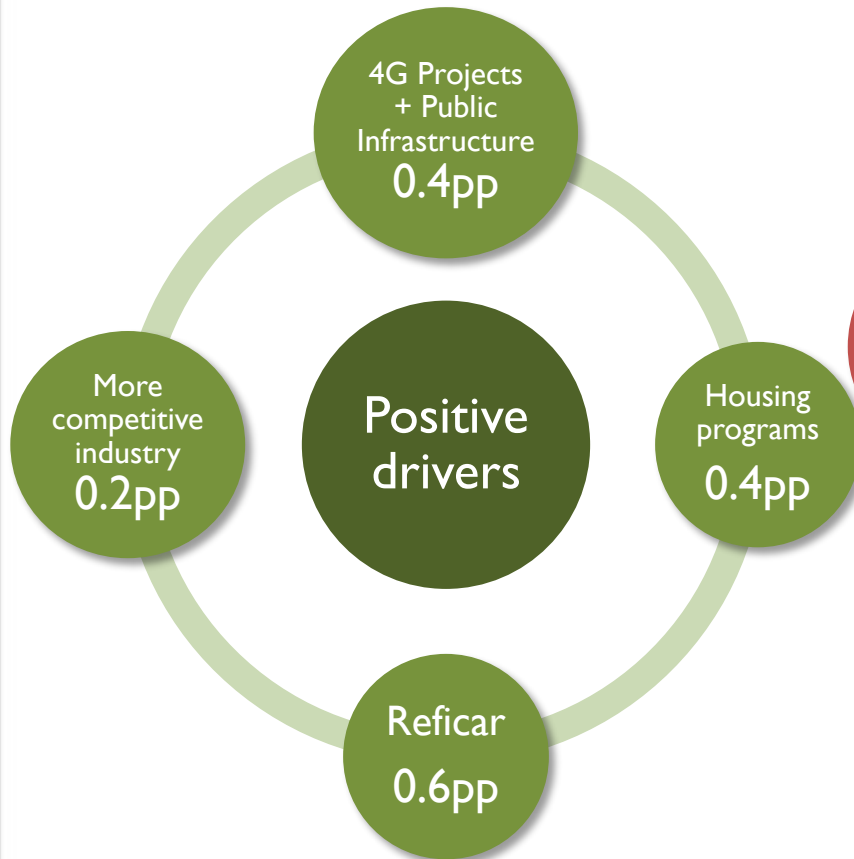 4G Projects
+ Public
Infrastructure
0.4pp
More
competitive
industry
0.2pp
Positive
drivers
Housing
programs
0.4pp
Reficar
0.6pp